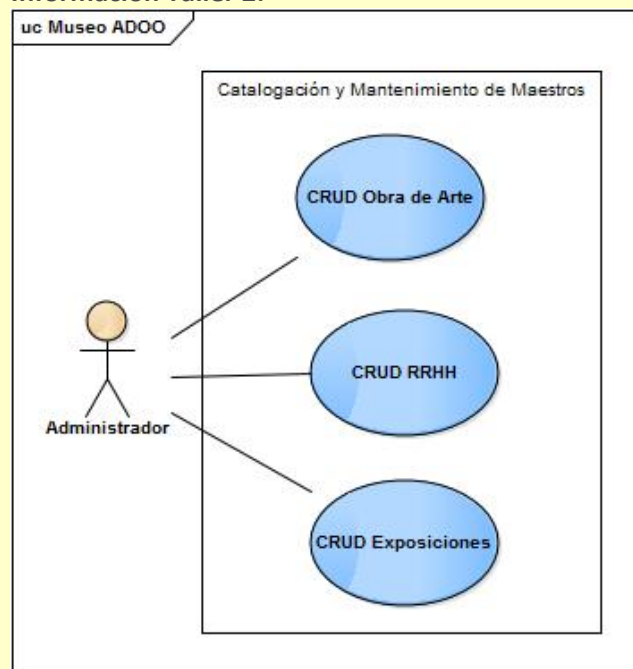 Información Taller 2:
uc Museo ADOO
Catalogación y Mantenimiento de Maestros
CRUD Obra de Arte
CRUD RRHH
Administrador
CRUD Exposiciones